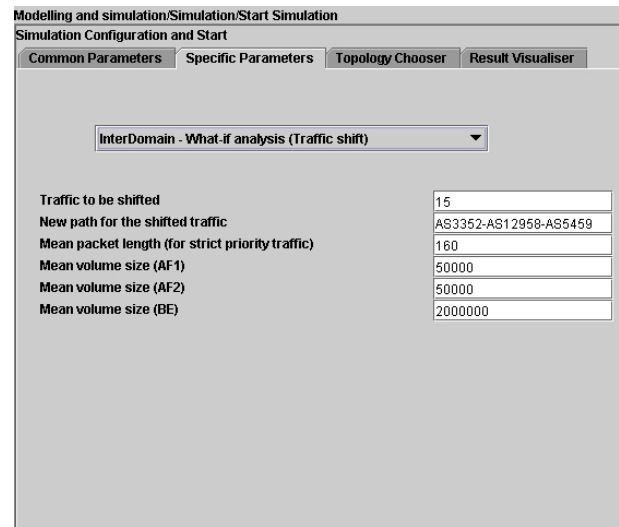 Modelling and simulation/Simulation/Start Simulation
Simulation Configuration and Start
Common Parameters Specific Parameters Topology Chooser Result Visualiser
InterDomain - What-if analysis (Traffic shift)
Traffic to be shifted 15
New path for the shifted traffic AS3352-AS12958-AS5459
Mean packet length (for strict priority traffic) 160
Mean volume size (AF1) 50000
Mean volume size (AF2) 50000
Mean volume size (BE) 2000000